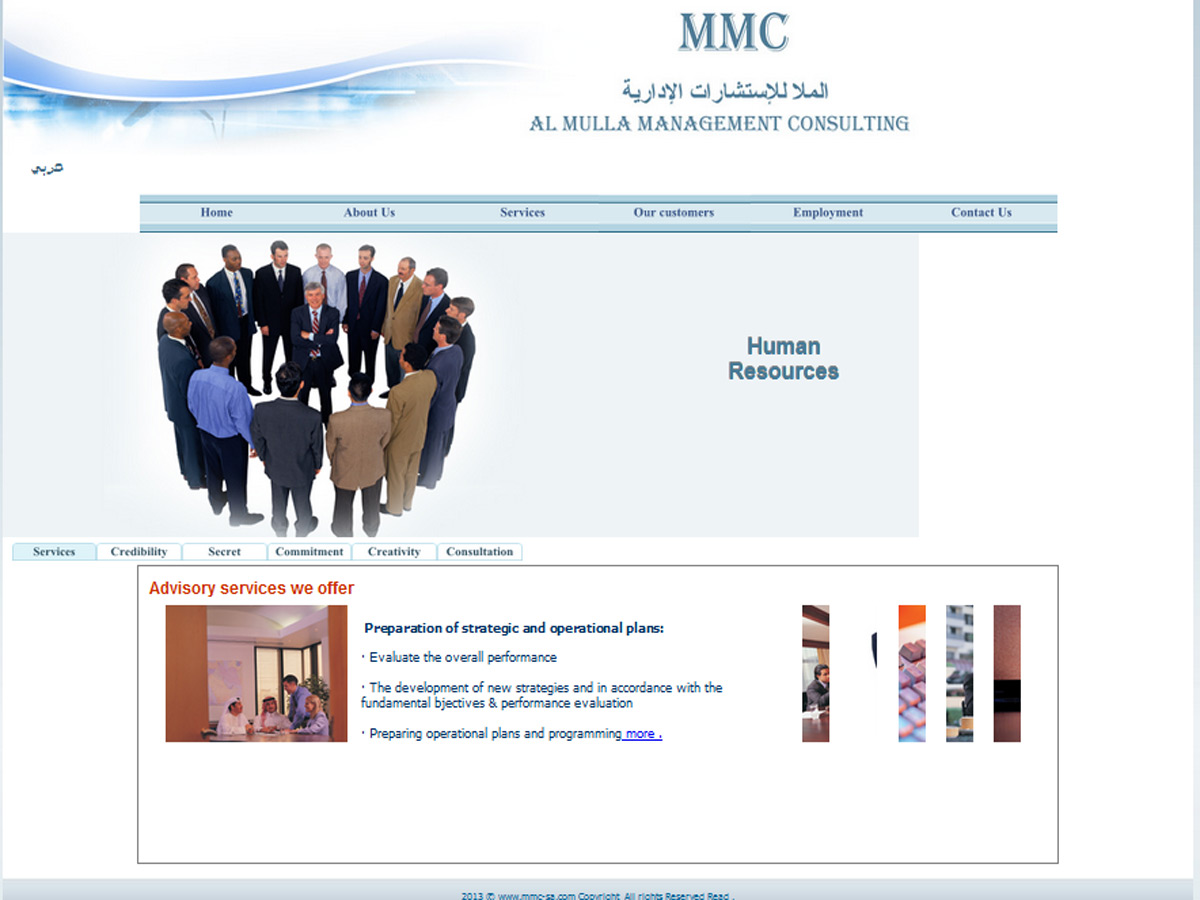 MMC
الملا للإستشارات الإدارية
AL MULLA MANAGEMENT CONSULTING
عربي
Home About Us Services Our customers Employment Contact Us
Human
Resources
Services Credibility Secret Commitment Creativity Consultation
Advisory services we offer
Preparation of strategic and operational plans:
· Evaluate the overall performance
· The development of new strategies and in accordance with the
fundamental bjectives & performance evaluation
· Preparing operational plans and programming more .
2013 © www.mmc-sa.com Copyright. All rights Reserved Read .